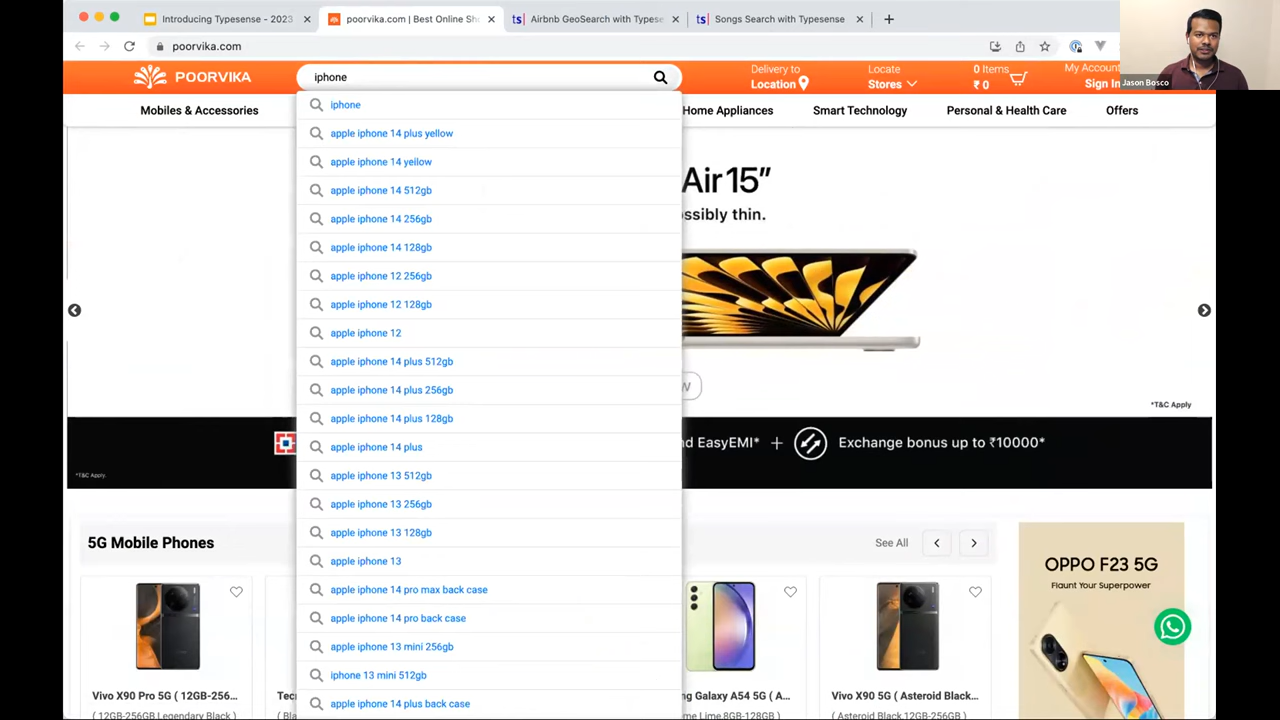 Introducing Typesense - 2023
poorvika.com | Best Online Sho
ts Airbnb GeoSearch with Typese
ts Songs Search with Typesense
poorvika.com
POORVIKA
iphone
Delivery to
Location
Locate
Stores
0 Items
₹ 0
My Account
Sign In
Jason Bosco
Mobiles & Accessories
Home Appliances
Smart Technology
Personal & Health Care
Offers
iphone
apple iphone 14 plus yellow
apple iphone 14 yeilow
apple iphone 14 512gb
apple iphone 14 256gb
apple iphone 14 128gb
apple iphone 12 256gb
apple iphone 12 128gb
apple iphone 12
apple iphone 14 plus 512gb
apple iphone 14 plus 256gb
apple iphone 14 plus 128gb
apple iphone 14 plus
apple iphone 13 512gb
apple iphone 13 256gb
apple iphone 13 128gb
apple iphone 13
apple iphone 14 pro max back case
apple iphone 14 pro back case
apple iphone 13 mini 256gb
iphone 13 mini 512gb
apple iphone 14 plus back case
Air 15”
ossibly thin.
W
*T&C Apply
nd EasyEMI* + Exchange bonus up to ₹10000*
*T&C Apply.
5G Mobile Phones
See All
OPPO F23 5G
Flaunt Your Superpower
Vivo X90 Pro 5G ( 12GB-256...
( 12GB-256GB Legendary Black )
Tecn
( Bla
ng Galaxy A54 5G ( A...
me Lime,8GB-128GB )
Vivo X90 5G ( Asteroid Black...
( Asteroid Black,12GB-256GB )